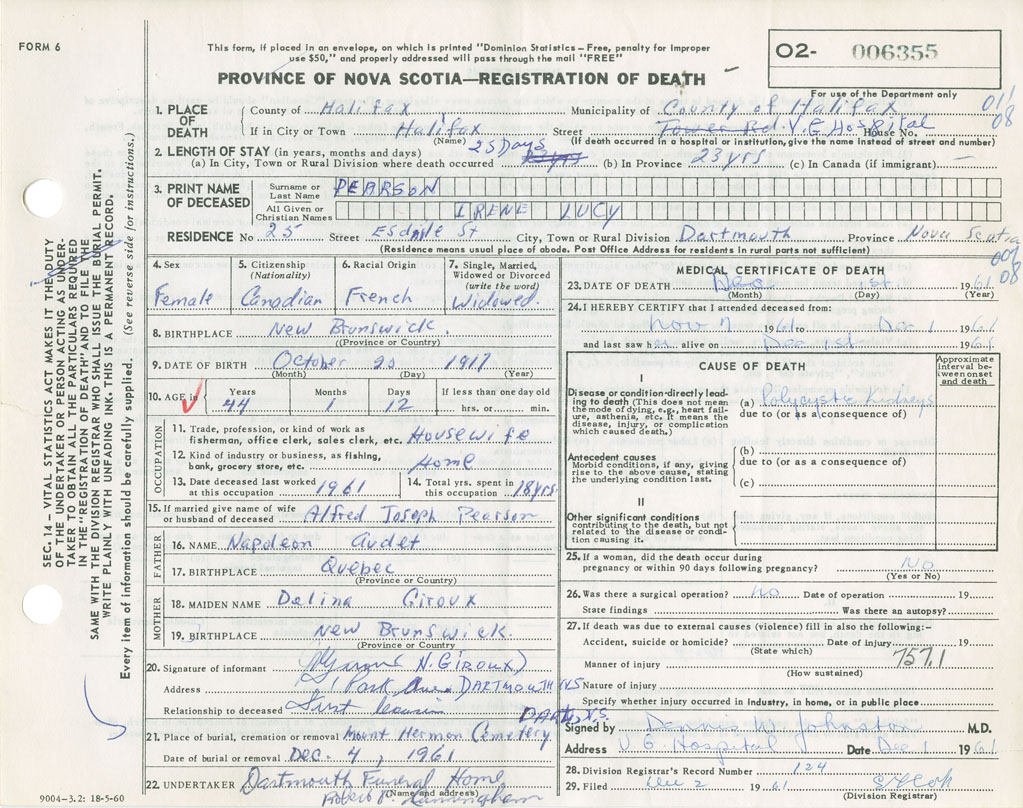 FORM 6
This form, if placed in an envelope, on which is printed "Dominion Statistics – Free, penalty for improper
use $50," and properly addressed will pass through the mail "FREE"
PROVINCE OF NOVA SCOTIA—REGISTRATION OF DEATH
O2- 006355
For use of the Department only
011
08
1. PLACE OF DEATH
County of Halifax Municipality of County of Halifax
If in City or Town Halifax Street Tower Rd. V.G. Hospital House No.
(Name) (If death occurred in a hospital or institution, give the name instead of street and number)
2. LENGTH OF STAY (in years, months and days)
(a) In City, Town or Rural Division where death occurred 25 Days (b) In Province 23 yrs (c) In Canada (if immigrant) —
3. PRINT NAME OF DECEASED
Surname or Last Name PEARSON
All Given or Christian Names IRENE LUCY
RESIDENCE No 25 Street Esdale St City, Town or Rural Division Dartmouth Province Nova Scotia
(Residence means usual place of abode. Post Office Address for residents in rural parts not sufficient)
009
08
4. Sex
Female
5. Citizenship
(Nationality)
Canadian
6. Racial Origin
French
7. Single, Married,
Widowed or Divorced
(write the word)
Widowed
8. BIRTHPLACE New Brunswick.
(Province or Country)
9. DATE OF BIRTH October 20 1917
(Month) (Day) (Year)
10. AGE in
Years Months Days If less than one day old
44 1 12 hrs. or min.
OCCUPATION
11. Trade, profession, or kind of work as
fisherman, office clerk, sales clerk, etc. Housewife
12. Kind of industry or business, as fishing,
bank, grocery store, etc. Home
13. Date deceased last worked
at this occupation 1961
14. Total yrs. spent in
this occupation 18 yrs.
15. If married give name of wife
or husband of deceased Alfred Joseph Pearson
FATHER
16. NAME Napoleon Audet
17. BIRTHPLACE Quebec
(Province or Country)
MOTHER
18. MAIDEN NAME Delina Giroux
19. BIRTHPLACE New Brunswick.
(Province or Country)
20. Signature of informant N. GIROUX)
Address 1 Park Ave DARTMOUTH NS
Relationship to deceased first cousin
DART. N.S.
21. Place of burial, cremation or removal Mount Hermon Cemetery
Date of burial or removal DEC. 4, 1961
22. UNDERTAKER Dartmouth Funeral Home
(Name and address)
Robert Cunningham
9004–3.2: 18-5-60
MEDICAL CERTIFICATE OF DEATH
23. DATE OF DEATH Dec 1st 1961
(Month) (Day) (Year)
24. I HEREBY CERTIFY that I attended deceased from:
Nov 7 1961 to Dec 1 1961
and last saw her alive on Dec 1st 1961
CAUSE OF DEATH
Approximate
interval be-
tween onset
and death
I
Disease or condition directly lead-
ing to death (This does not mean
the mode of dying, e.g., heart fail-
ure, asthenia, etc. It means the
disease, injury, or complication
which caused death.)
(a) Polycystic Kidneys
due to (or as a consequence of)
Antecedent causes
Morbid conditions, if any, giving
rise to the above cause, stating
the underlying condition last.
(b)
due to (or as a consequence of)
(c)
II
Other significant conditions
contributing to the death, but not
related to the disease or condi-
tion causing it.
25. If a woman, did the death occur during
pregnancy or within 90 days following pregnancy? No
(Yes or No)
26. Was there a surgical operation? No Date of operation 19
State findings Was there an autopsy?
27. If death was due to external causes (violence) fill in also the following:–
Accident, suicide or homicide? Date of injury 19
(State which)
757.1
Manner of injury
(How sustained)
Nature of injury
Specify whether injury occurred in industry, in home, or in public place
Signed by Dennis W Johnston M.D.
Address V G Hospital Date Dec 1 1961
28. Division Registrar's Record Number 124
29. Filed Dec 2 1961
(Division Registrar)
SEC. 14 – VITAL STATISTICS ACT MAKES IT THE DUTY
OF THE UNDERTAKER OR PERSON ACTING AS UNDER-
TAKER TO OBTAIN ALL THE PARTICULARS REQUIRED
IN THE "REGISTRATION OF DEATH" AND TO FILE THE
SAME WITH THE DIVISION REGISTRAR WHO SHALL ISSUE THE BURIAL PERMIT.
WRITE PLAINLY WITH UNFADING INK. THIS IS A PERMANENT RECORD.
Every item of information should be carefully supplied. (See reverse side for instructions.)